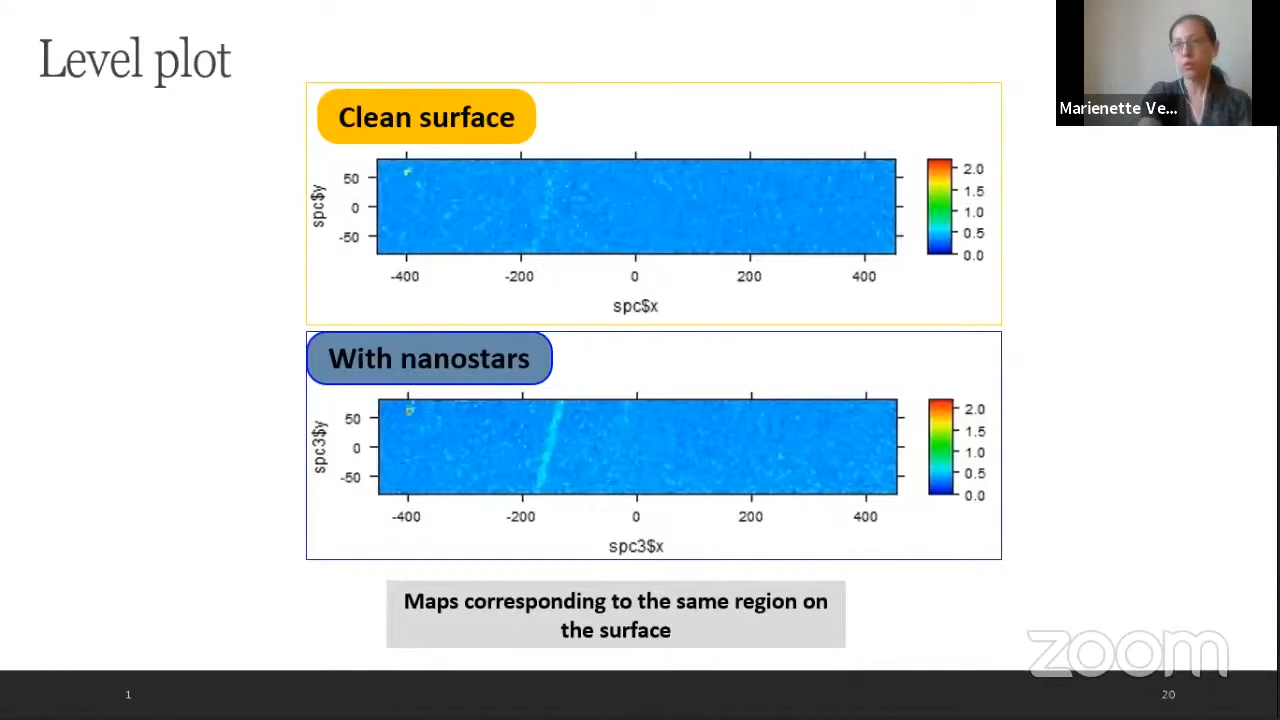 Level plot
Marienette Ve...
Clean surface
50
0
-50
spc$y
2.0
1.5
1.0
0.5
0.0
-400
-200
0
200
400
spc$x
With nanostars
50
0
-50
spc3$y
2.0
1.5
1.0
0.5
0.0
-400
-200
0
200
400
spc3$x
Maps corresponding to the same region on
the surface
zoom
1
20